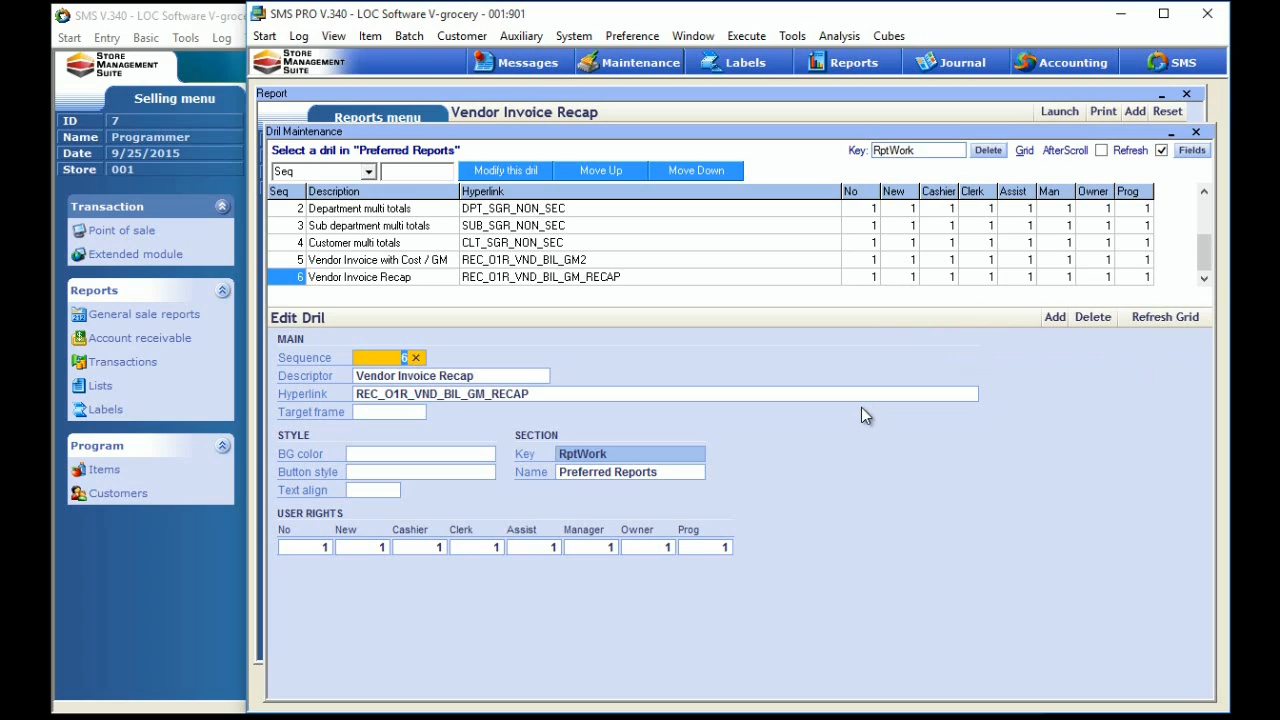 SMS V.340 - LOC Software V-groc
Start Entry Basic Tools Log
STORE
MANAGEMENT
SUITE
Selling menu
ID 7
Name Programmer
Date 9/25/2015
Store 001
Transaction
Point of sale
Extended module
Reports
General sale reports
Account receivable
Transactions
Lists
Labels
Program
Items
Customers
SMS PRO V.340 - LOC Software V-grocery - 001:901
Start Log View Item Batch Customer Auxiliary System Preference Window Execute Tools Analysis Cubes
STORE
MANAGEMENT
SUITE
Messages Maintenance Labels Reports Journal Accounting SMS
Report
Reports menu Vendor Invoice Recap Launch Print Add Reset
Dril Maintenance
Select a dril in "Preferred Reports" Key: RptWork Delete Grid AfterScroll Refresh Fields
Seq Modify this dril Move Up Move Down
Seq Description Hyperlink No New Cashier Clerk Assist Man Owner Prog
2 Department multi totals DPT_SGR_NON_SEC 1 1 1 1 1 1 1 1
3 Sub department multi totals SUB_SGR_NON_SEC 1 1 1 1 1 1 1 1
4 Customer multi totals CLT_SGR_NON_SEC 1 1 1 1 1 1 1 1
5 Vendor Invoice with Cost / GM REC_O1R_VND_BIL_GM2 1 1 1 1 1 1 1 1
6 Vendor Invoice Recap REC_O1R_VND_BIL_GM_RECAP 1 1 1 1 1 1 1 1
Edit Dril Add Delete Refresh Grid
MAIN
Sequence 6
Descriptor Vendor Invoice Recap
Hyperlink REC_O1R_VND_BIL_GM_RECAP
Target frame
STYLE SECTION
BG color Key RptWork
Button style Name Preferred Reports
Text align
USER RIGHTS
No New Cashier Clerk Assist Manager Owner Prog
1 1 1 1 1 1 1 1